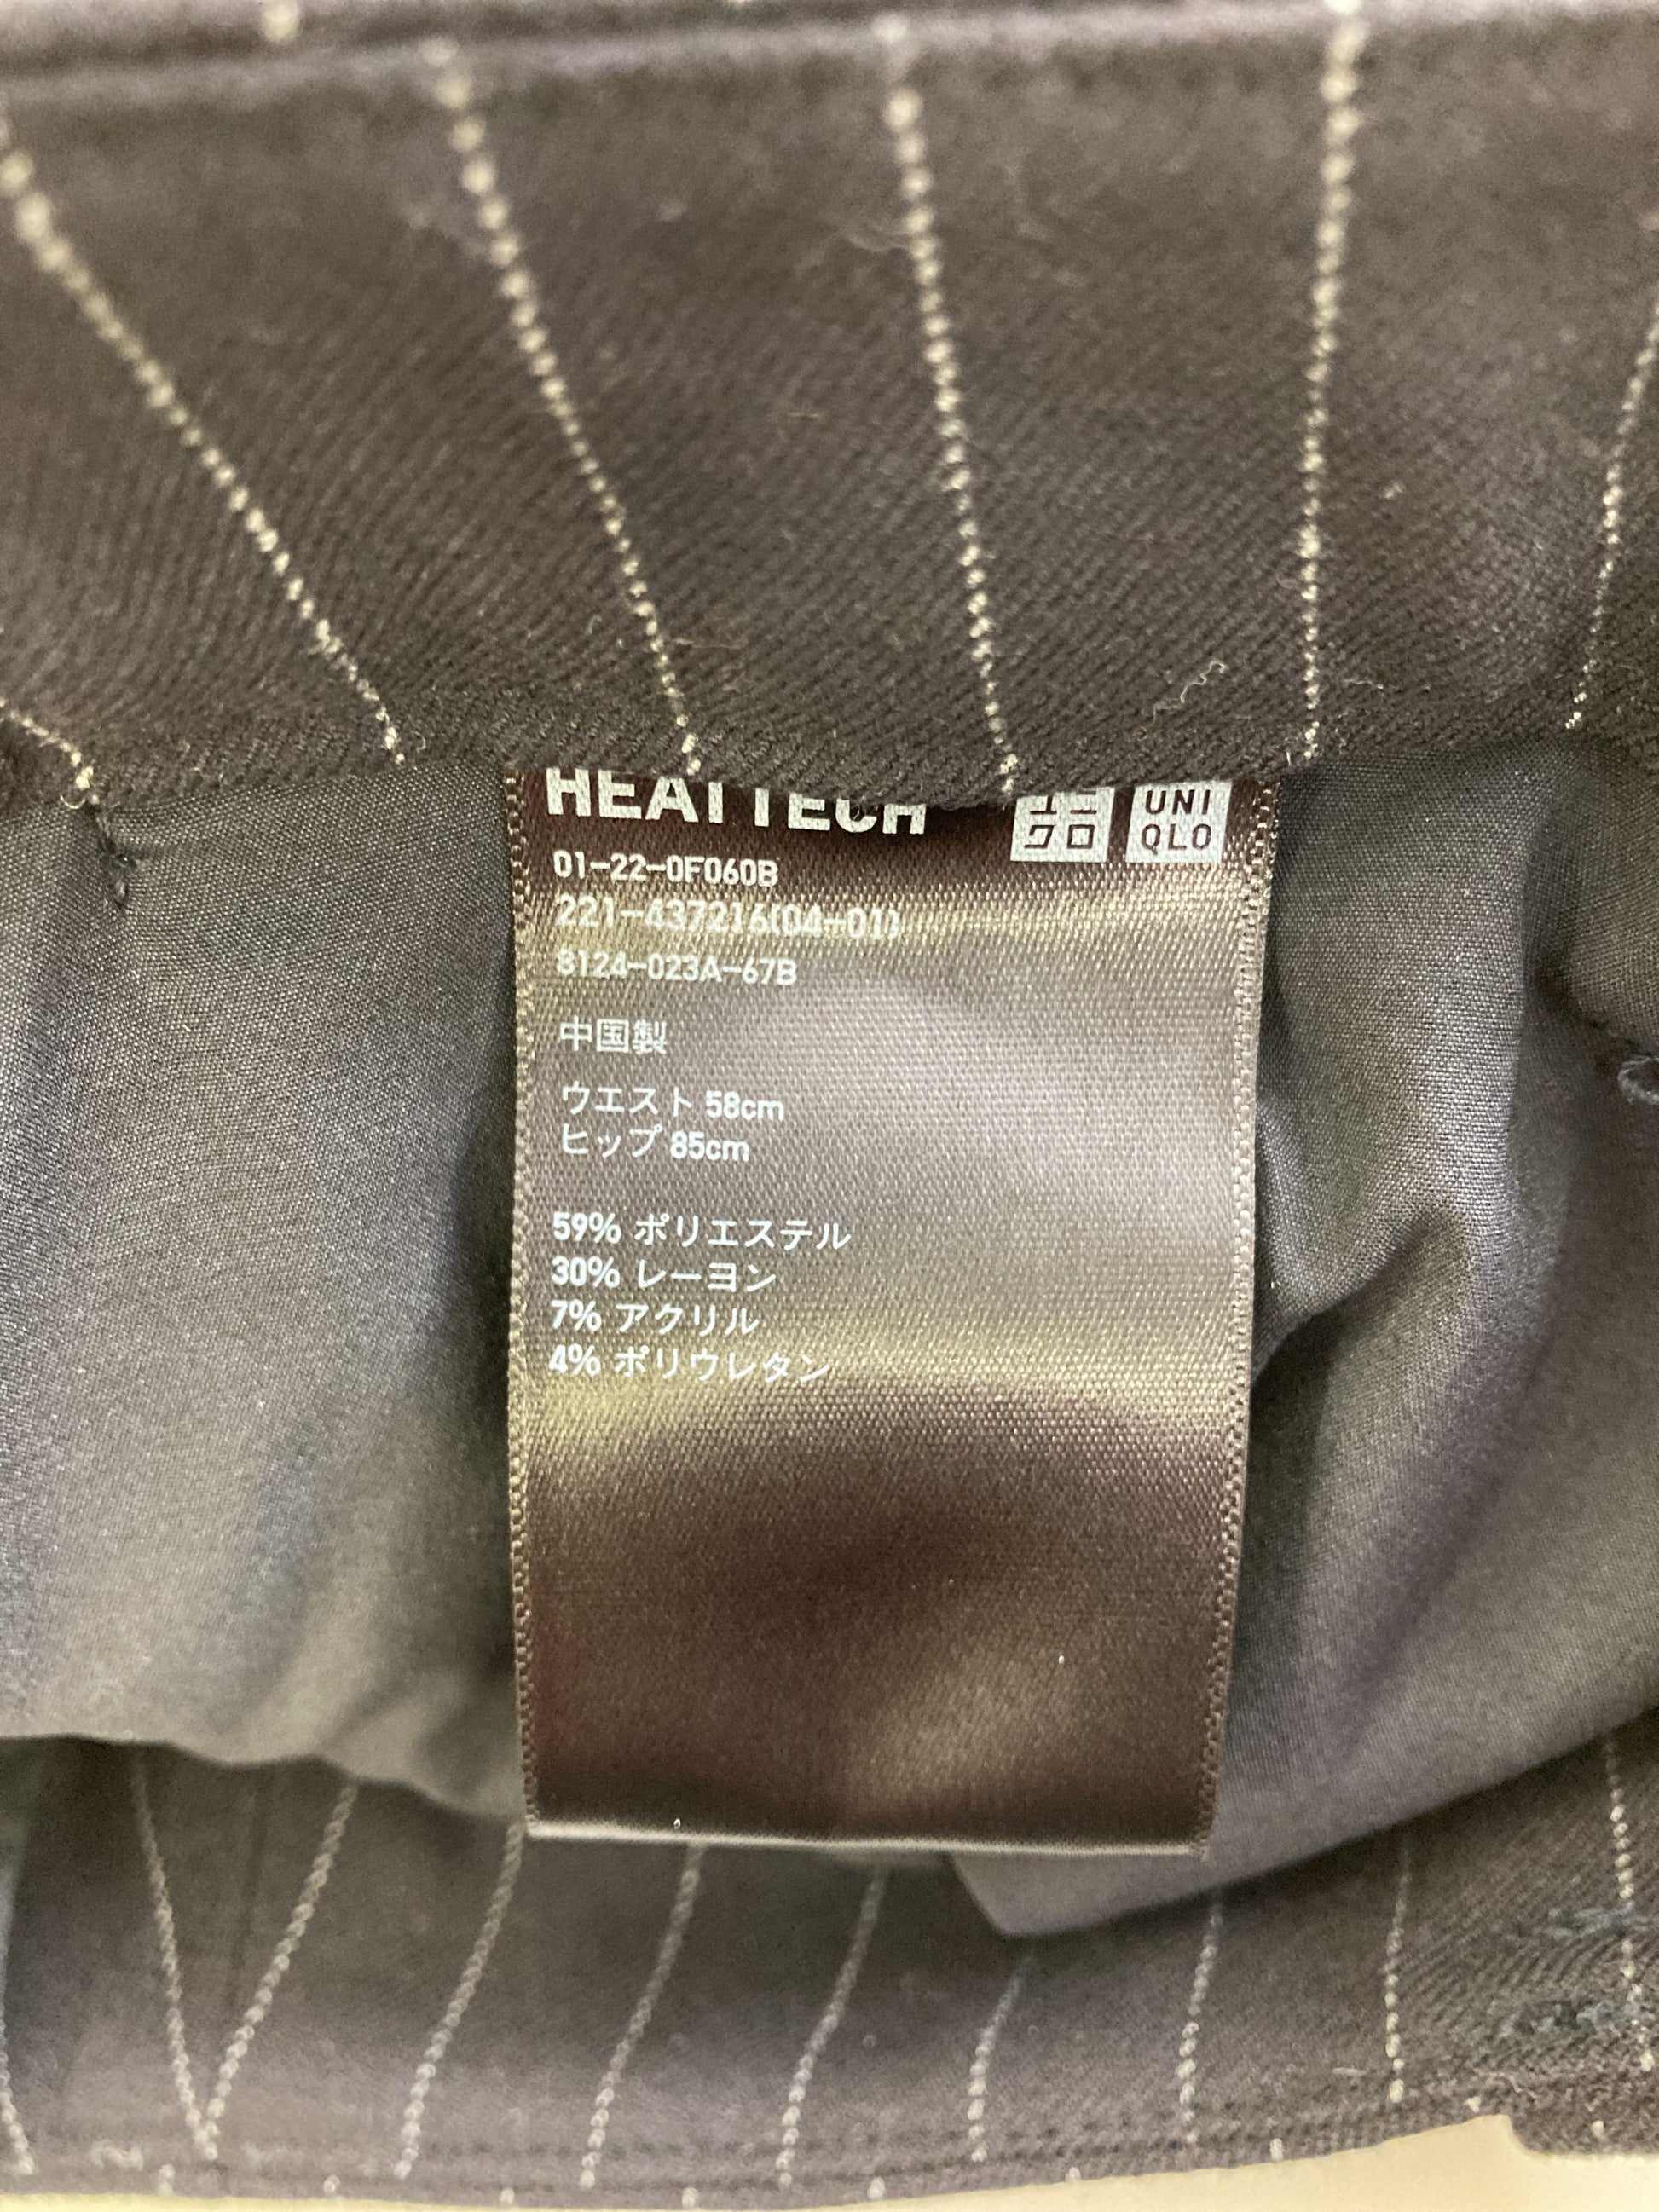 HEATTECH
ユニ
クロ
UNI
QLO
01-22-0F060B
221-437216(04-01)
8124-023A-67B
中国製
ウエスト 58cm
ヒップ 85cm
59% ポリエステル
30% レーヨン
7% アクリル
4% ポリウレタン